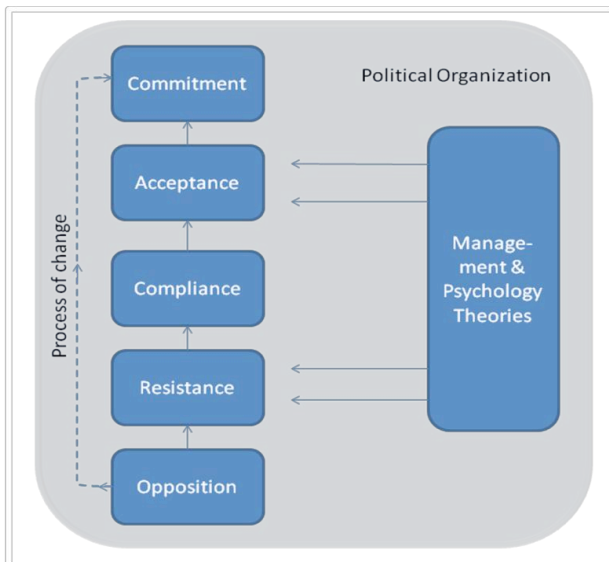 Political Organization
Commitment
Acceptance
Compliance
Resistance
Opposition
Process of change
Manage-
ment &
Psychology
Theories